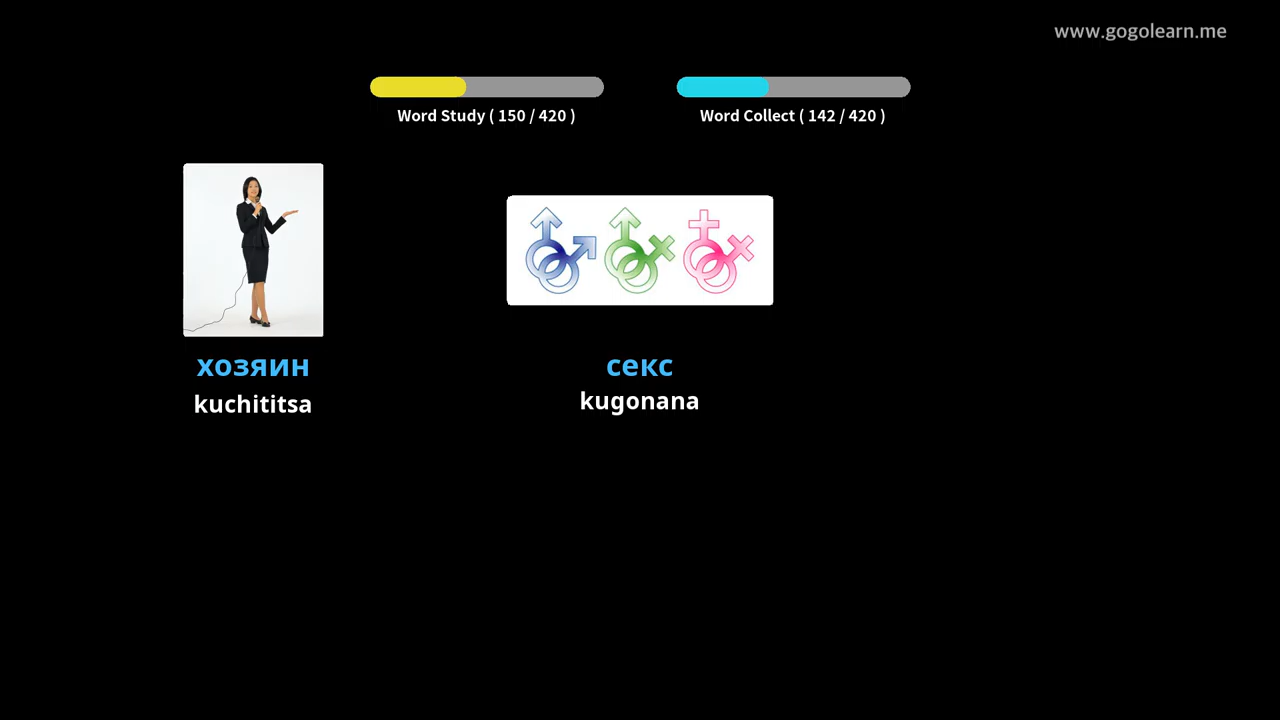 www.gogolearn.me
Word Study ( 150 / 420 )
Word Collect ( 142 / 420 )
хозяин
kuchititsa
секс
kugonana